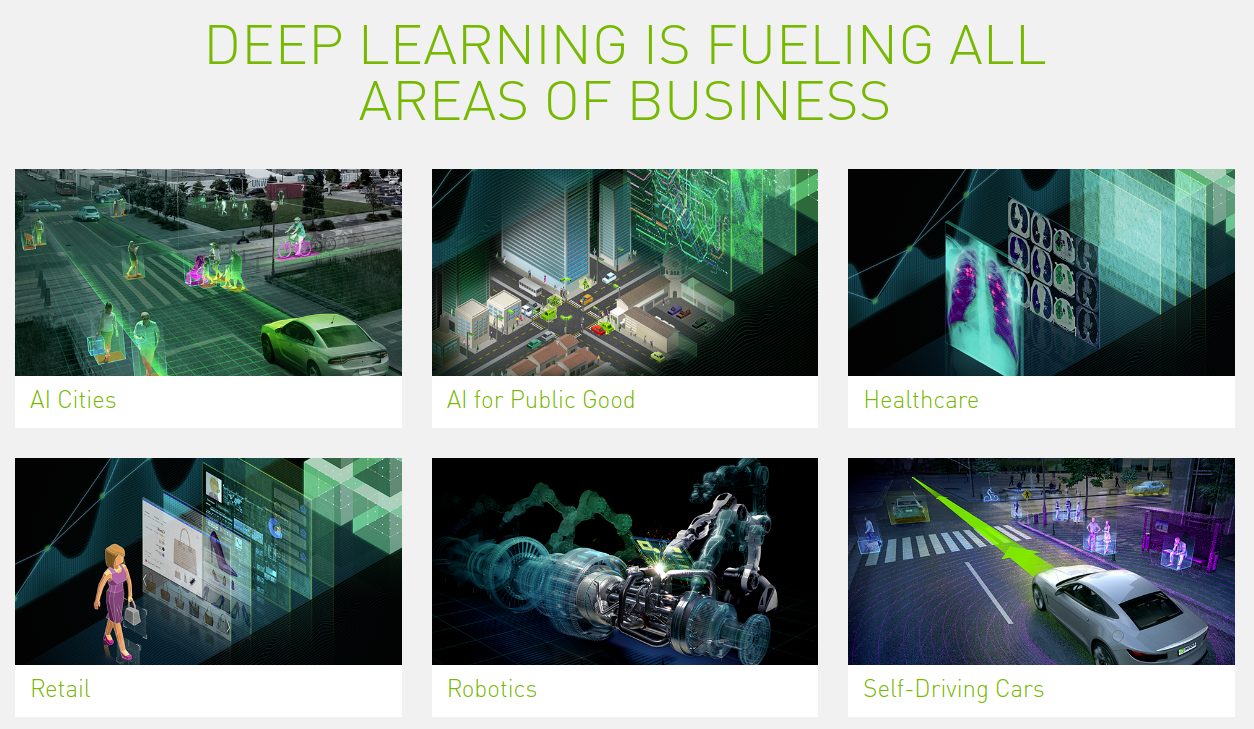 DEEP LEARNING IS FUELING ALL
AREAS OF BUSINESS
AI Cities
AI for Public Good
Healthcare
Retail
Robotics
Self-Driving Cars